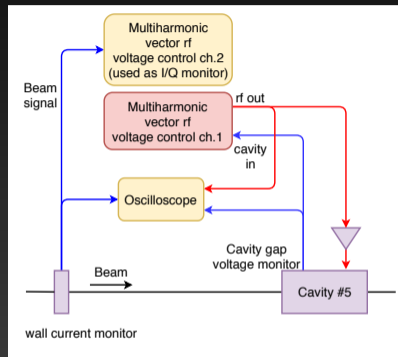 Multiharmonic
vector rf
voltage control ch.2
(used as I/Q monitor)
Beam
signal
Multiharmonic
vector rf
voltage control ch.1
rf out
cavity
in
Oscilloscope
Cavity gap
voltage monitor
Beam
Cavity #5
wall current monitor